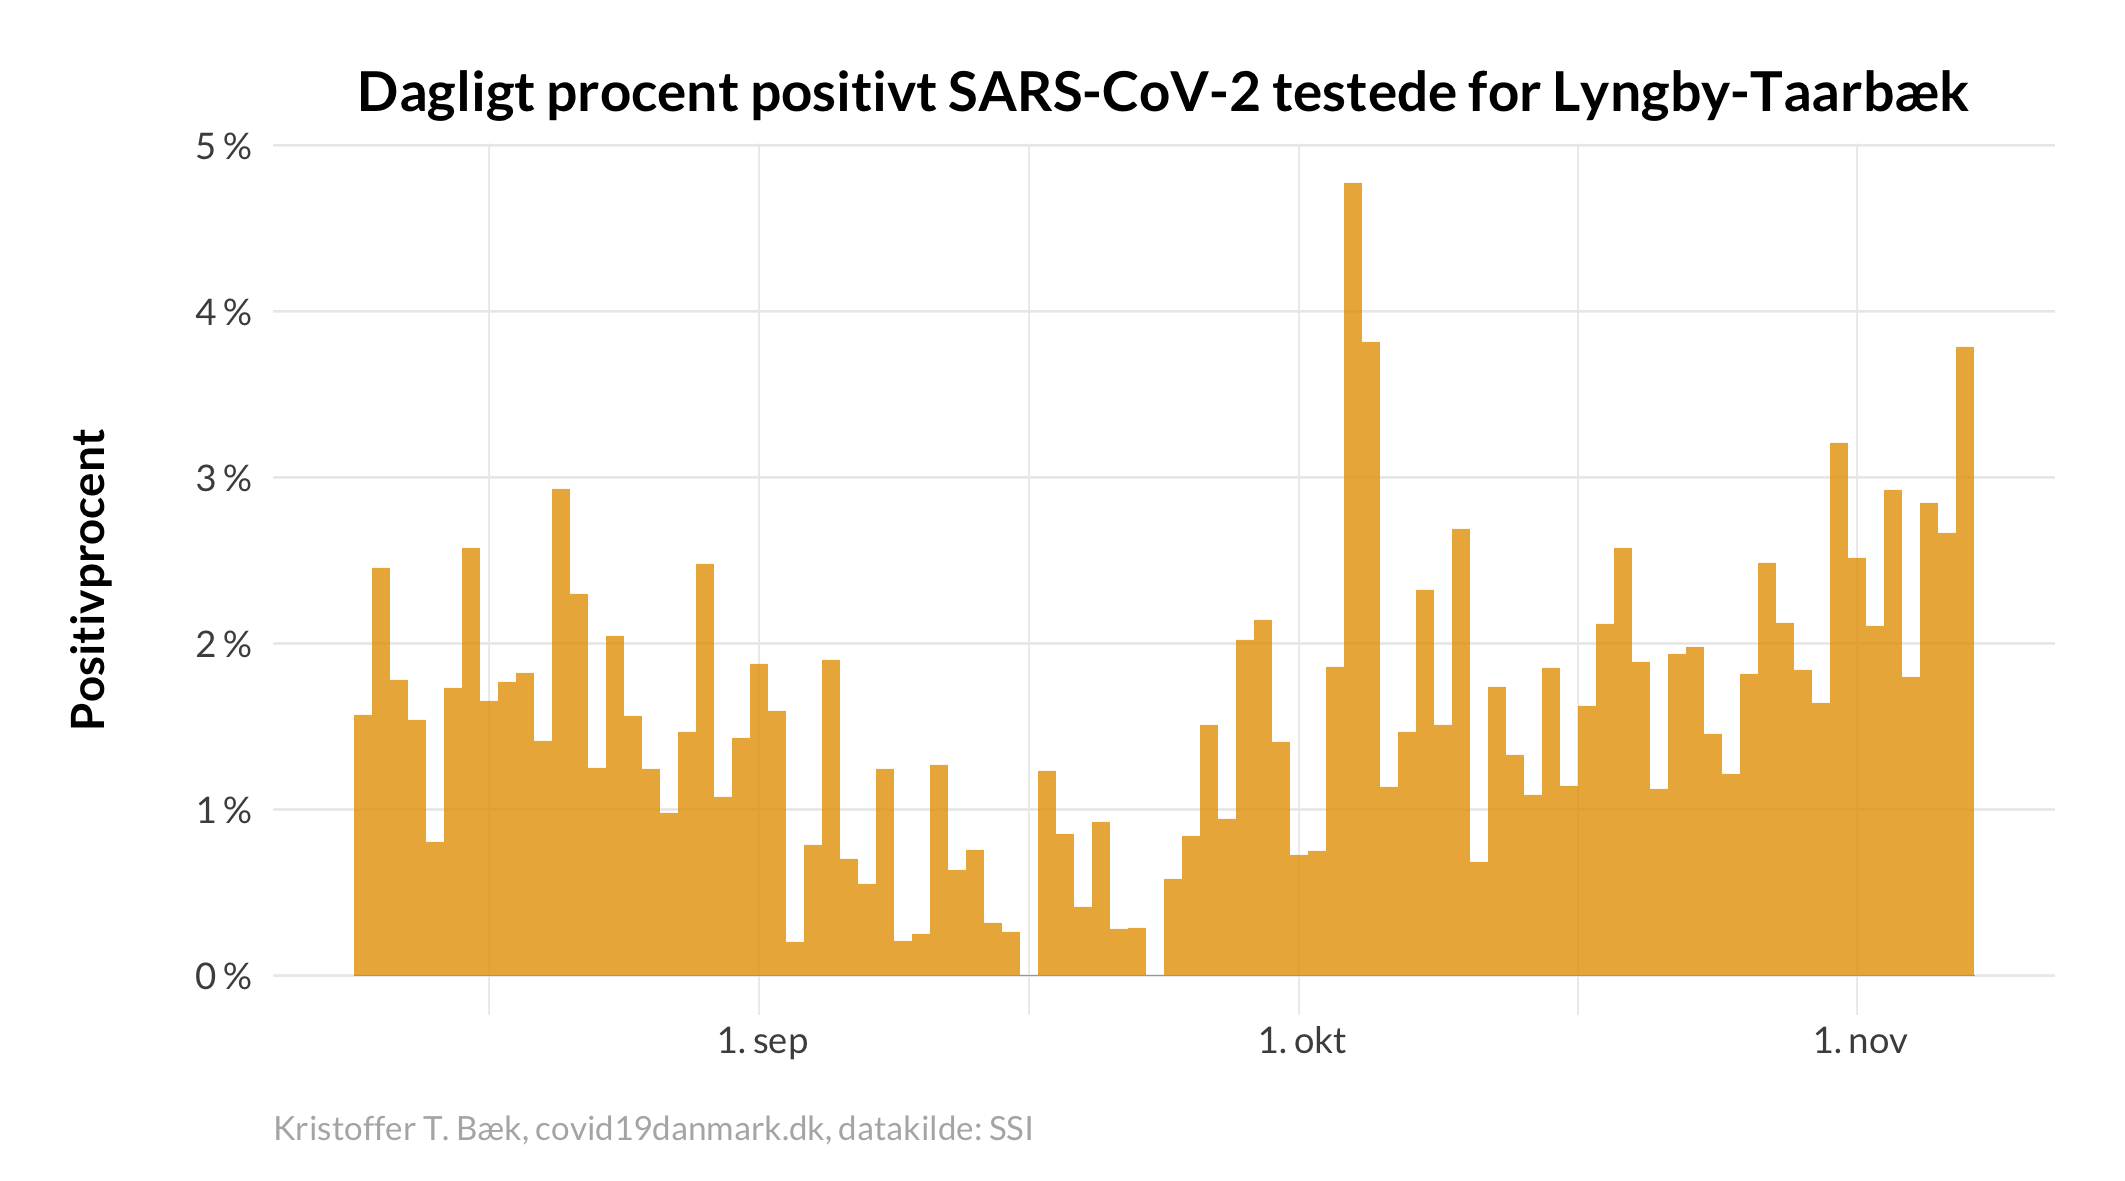 Dagligt procent positivt SARS-CoV-2 testede for Lyngby-Taarbæk
Positivprocent
5 %
4 %
3 %
2 %
1 %
0 %
1. sep
1. okt
1. nov
Kristoffer T. Bæk, covid19danmark.dk, datakilde: SSI